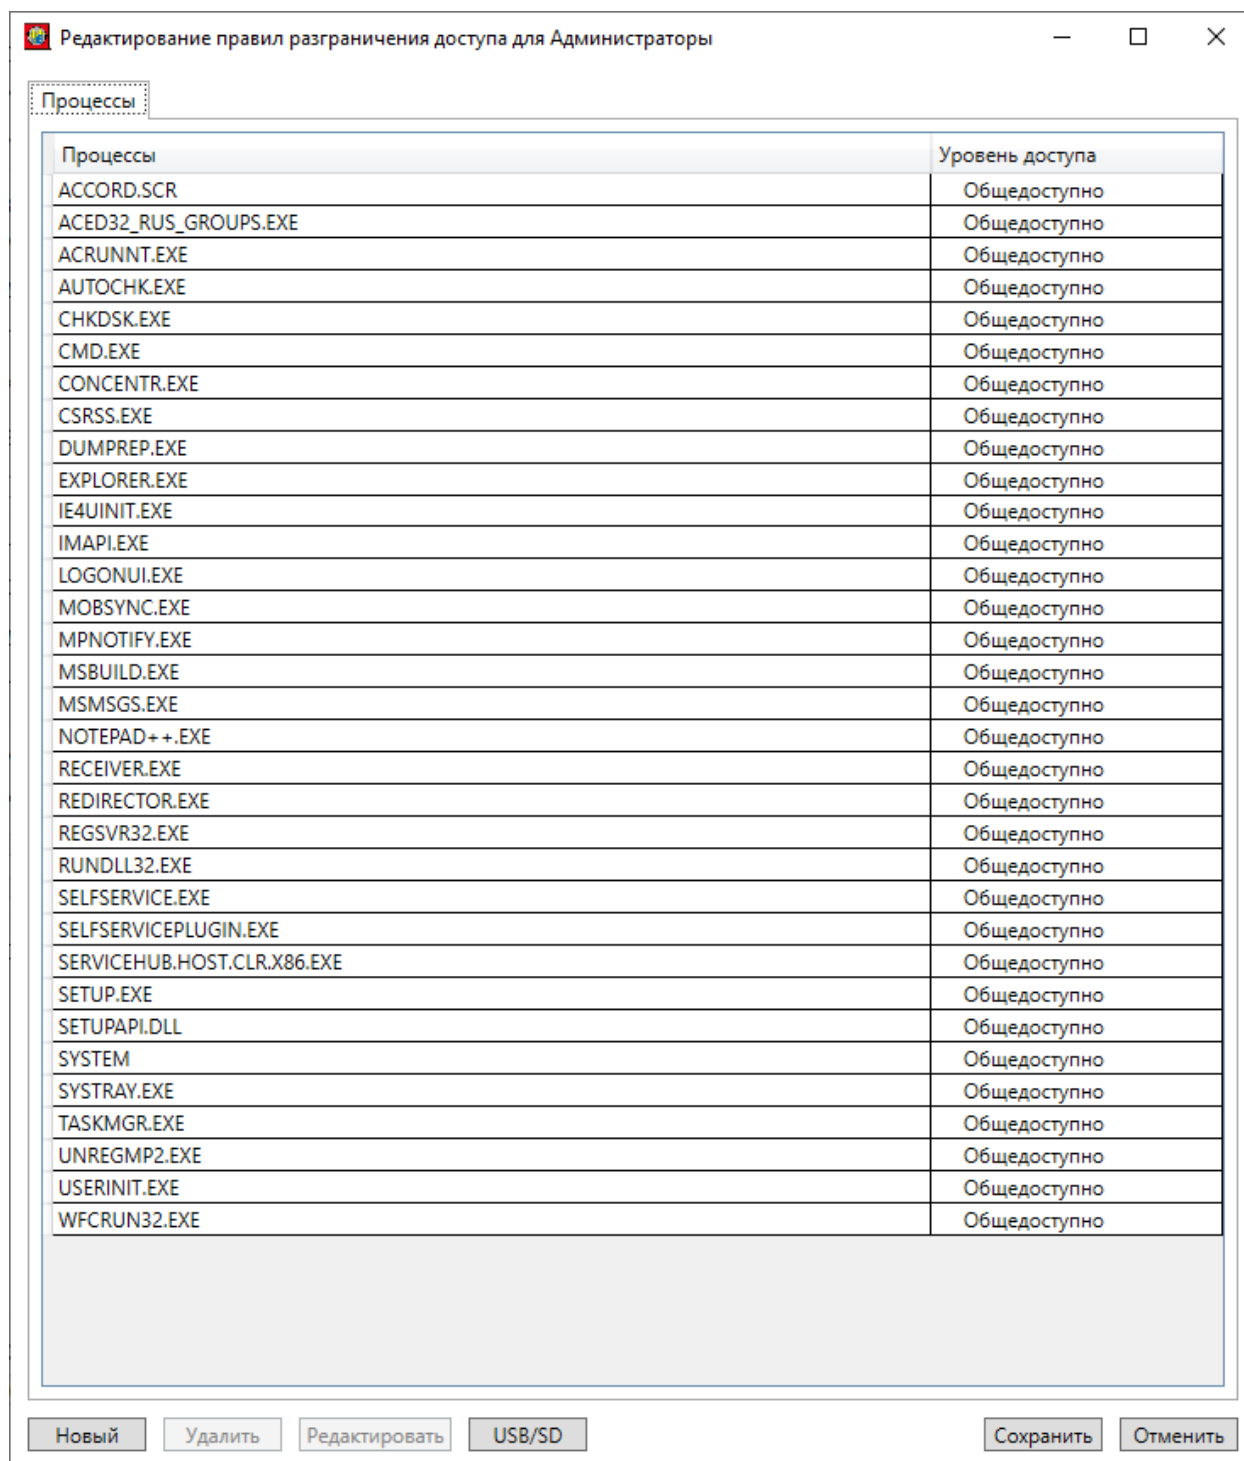 Редактирование правил разграничения доступа для Администраторы
Процессы
Процессы Уровень доступа
ACCORD.SCR Общедоступно
ACED32_RUS_GROUPS.EXE Общедоступно
ACRUNNT.EXE Общедоступно
AUTOCHK.EXE Общедоступно
CHKDSK.EXE Общедоступно
CMD.EXE Общедоступно
CONCENTR.EXE Общедоступно
CSRSS.EXE Общедоступно
DUMPREP.EXE Общедоступно
EXPLORER.EXE Общедоступно
IE4UINIT.EXE Общедоступно
IMAPI.EXE Общедоступно
LOGONUI.EXE Общедоступно
MOBSYNC.EXE Общедоступно
MPNOTIFY.EXE Общедоступно
MSBUILD.EXE Общедоступно
MSMSGS.EXE Общедоступно
NOTEPAD++.EXE Общедоступно
RECEIVER.EXE Общедоступно
REDIRECTOR.EXE Общедоступно
REGSVR32.EXE Общедоступно
RUNDLL32.EXE Общедоступно
SELFSERVICE.EXE Общедоступно
SELFSERVICEPLUGIN.EXE Общедоступно
SERVICEHUB.HOST.CLR.X86.EXE Общедоступно
SETUP.EXE Общедоступно
SETUPAPI.DLL Общедоступно
SYSTEM Общедоступно
SYSTRAY.EXE Общедоступно
TASKMGR.EXE Общедоступно
UNREGMP2.EXE Общедоступно
USERINIT.EXE Общедоступно
WFCRUN32.EXE Общедоступно
Новый Удалить Редактировать USB/SD Сохранить Отменить